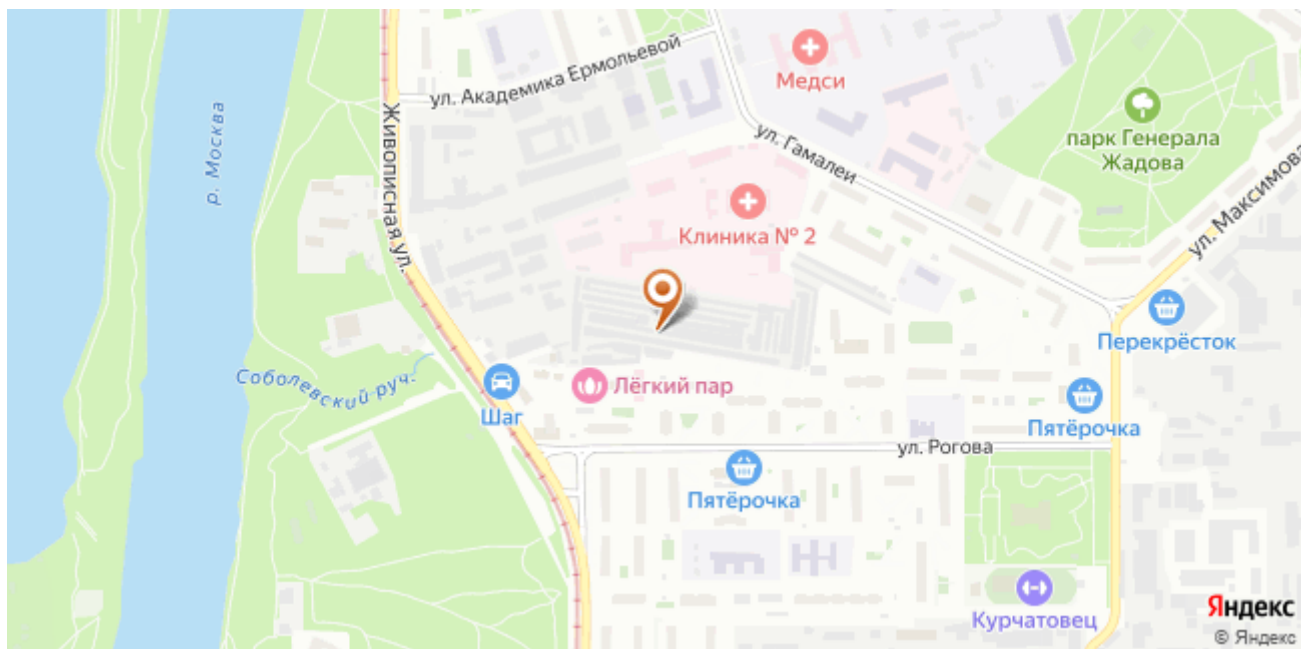 ул. Академика Ермольевой
Медси
р. Москва
Живописная ул.
ул. Гамалеи
парк Генерала
Жадова
ул. Максимова
Клиника № 2
Перекрёсток
Соболевский руч.
Лёгкий пар
Шаг
Пятёрочка
ул. Рогова
Пятёрочка
Курчатовец
Яндекс
© Яндекс